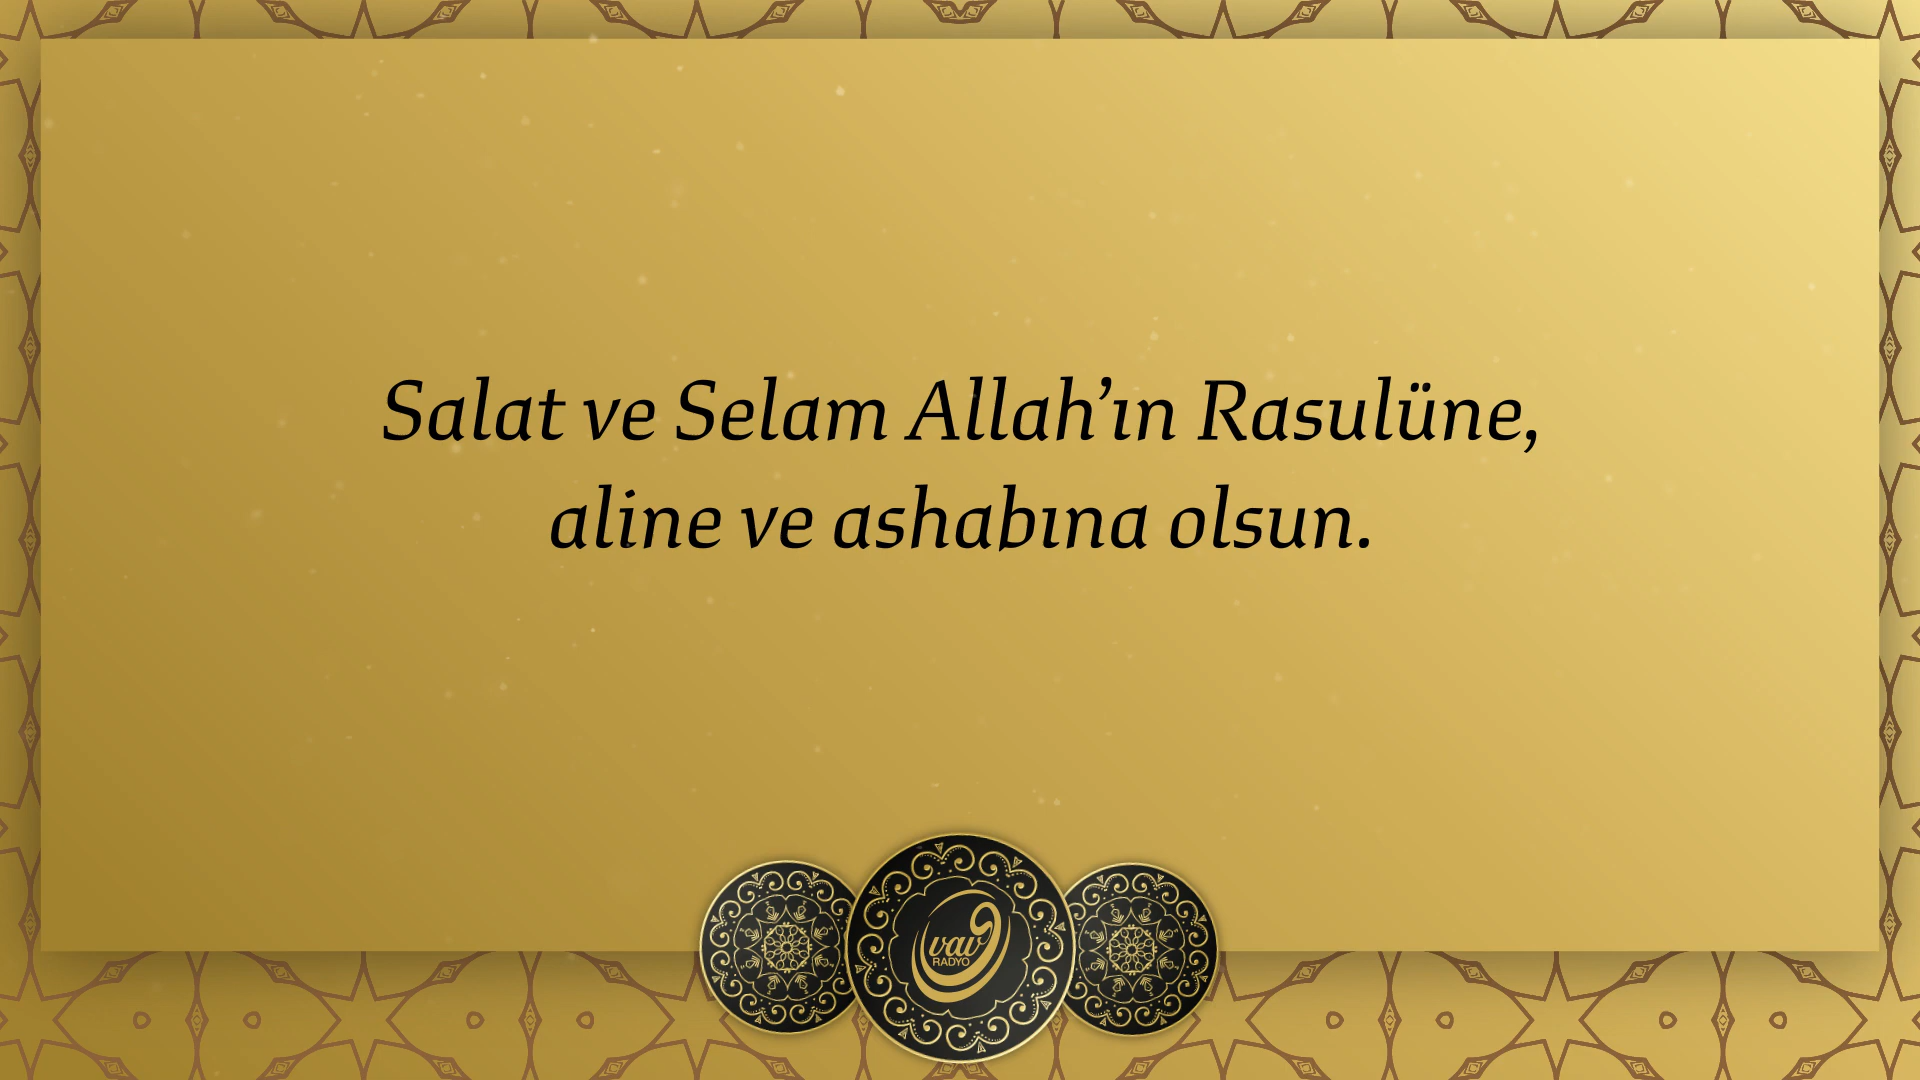 Salat ve Selam Allah’ın Rasulüne,
aline ve ashabına olsun.
vav
RADYO